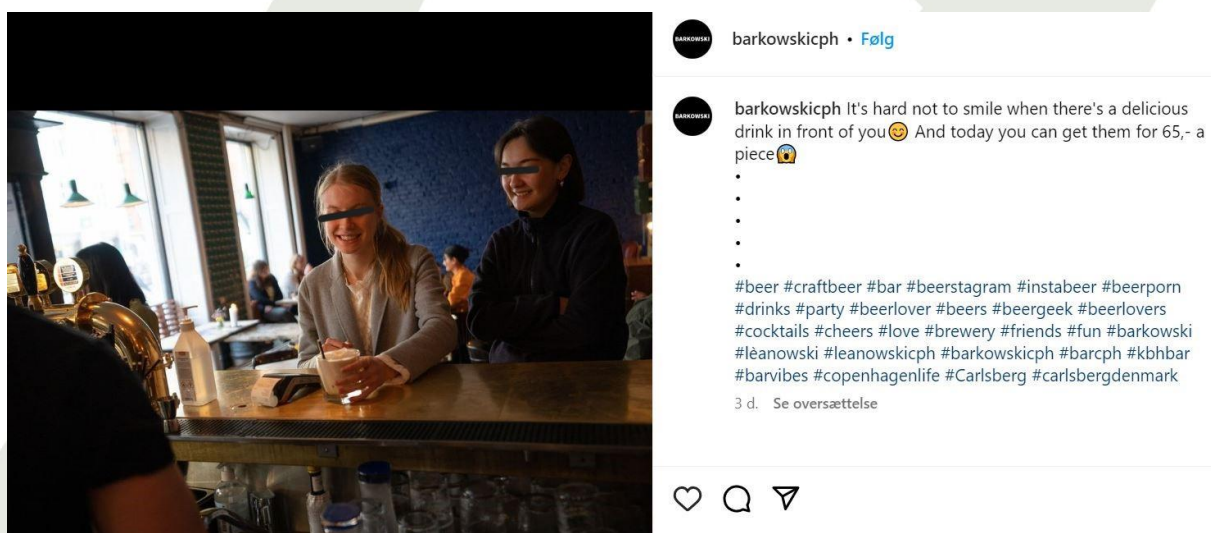 BARKOWSKI
barkowskicph • Følg
BARKOWSKI
barkowskicph It's hard not to smile when there's a delicious
drink in front of you😊 And today you can get them for 65,- a
piece😱
•
•
•
•
•
#beer #craftbeer #bar #beerstagram #instabeer #beerporn
#drinks #party #beerlover #beers #beergeek #beerlovers
#cocktails #cheers #love #brewery #friends #fun #barkowski
#lèanowski #leanowskicph #barkowskicph #barcph #kbhbar
#barvibes #copenhagenlife #Carlsberg #carlsbergdenmark
3 d. Se oversættelse